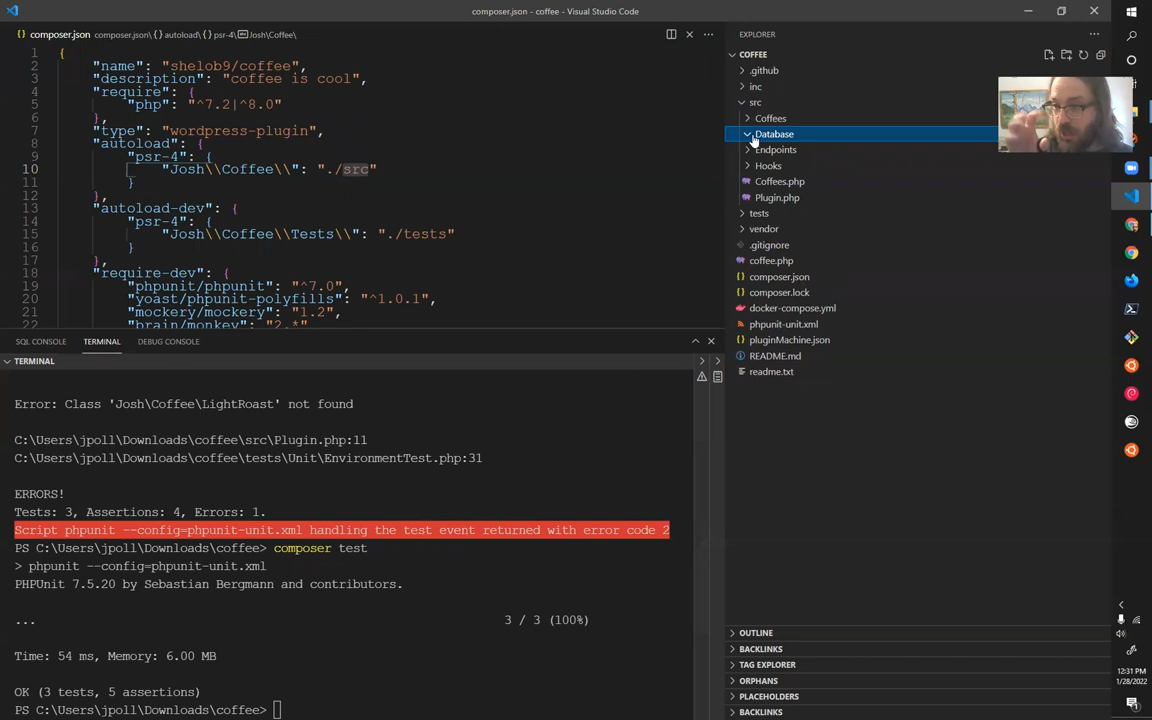 composer.json - coffee - Visual Studio Code
{} composer.json composer.json\{} autoload\{} psr-4\Josh\\Coffee\\
1 {
2 "name": "shelob9/coffee",
3 "description": "coffee is cool",
4 "require": {
5 "php": "^7.2|^8.0"
6 },
7 "type": "wordpress-plugin",
8 "autoload": {
9 "psr-4": {
10 "Josh\\Coffee\\": "./src"
11 }
12 },
13 "autoload-dev": {
14 "psr-4": {
15 "Josh\\Coffee\\Tests\\": "./tests"
16 }
17 },
18 "require-dev": {
19 "phpunit/phpunit": "^7.0",
20 "yoast/phpunit-polyfills": "^1.0.1",
21 "mockery/mockery": "1.2",
22 "brain/monkey": "2.*"
SQL CONSOLE TERMINAL DEBUG CONSOLE
TERMINAL
Error: Class 'Josh\Coffee\LightRoast' not found
C:\Users\jpoll\Downloads\coffee\src\Plugin.php:11
C:\Users\jpoll\Downloads\coffee\tests\Unit\EnvironmentTest.php:31
ERRORS!
Tests: 3, Assertions: 4, Errors: 1.
Script phpunit --config=phpunit-unit.xml handling the test event returned with error code 2
PS C:\Users\jpoll\Downloads\coffee> composer test
> phpunit --config=phpunit-unit.xml
PHPUnit 7.5.20 by Sebastian Bergmann and contributors.
... 3 / 3 (100%)
Time: 54 ms, Memory: 6.00 MB
OK (3 tests, 5 assertions)
PS C:\Users\jpoll\Downloads\coffee>
EXPLORER
COFFEE
.github
inc
src
Coffees
Database
Endpoints
Hooks
Coffees.php
Plugin.php
tests
vendor
.gitignore
coffee.php
{} composer.json
{} composer.lock
docker-compose.yml
phpunit-unit.xml
{} pluginMachine.json
README.md
readme.txt
OUTLINE
BACKLINKS
TAG EXPLORER
ORPHANS
PLACEHOLDERS
BACKLINKS
12:31 PM
1/28/2022